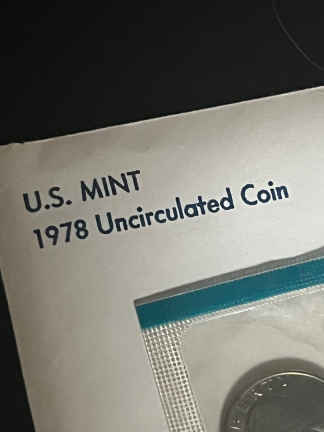 U.S. MINT
1978 Uncirculated Coin